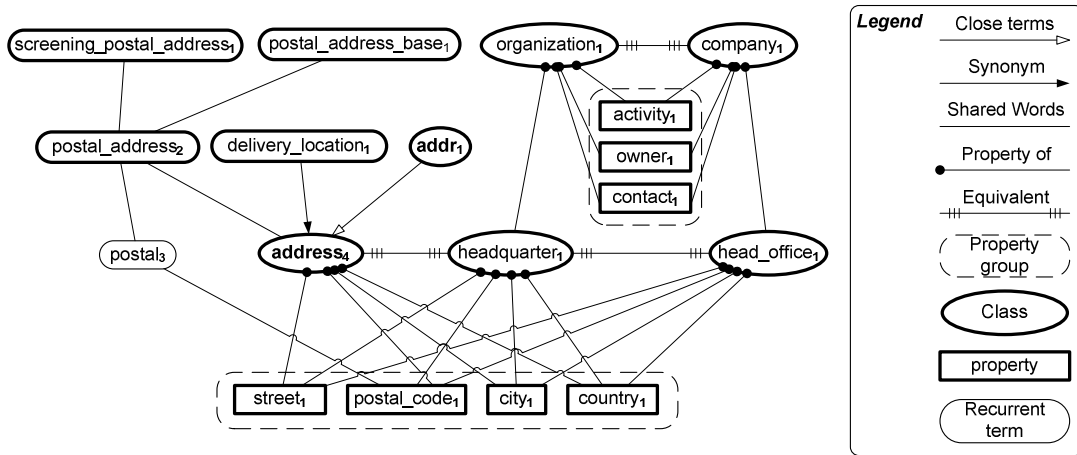 screening_postal_address₁
postal_address_base₁
organization₁
company₁
activity₁
owner₁
contact₁
postal_address₂
delivery_location₁
addr₁
postal₃
address₄
headquarter₁
head_office₁
street₁
postal_code₁
city₁
country₁
Legend
Close terms
Synonym
Shared Words
Property of
Equivalent
Property
group
Class
property
Recurrent
term